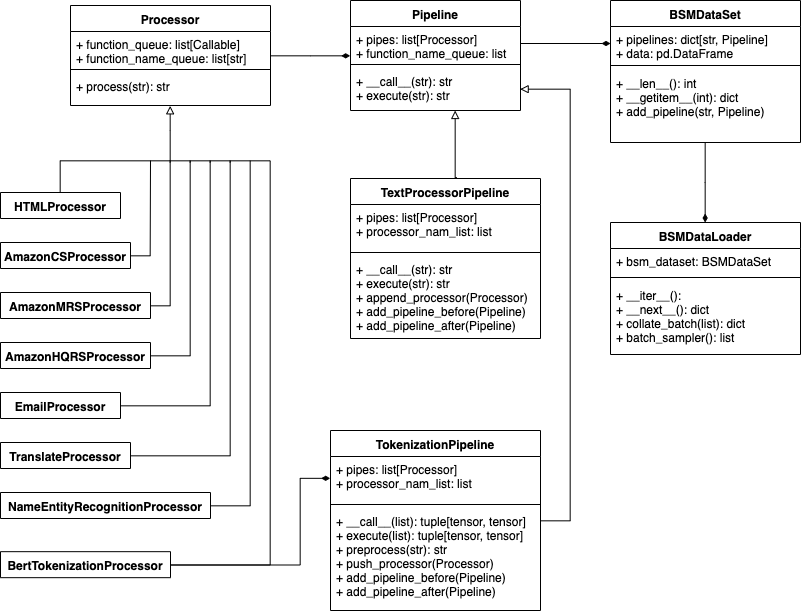 Processor
+ function_queue: list[Callable]
+ function_name_queue: list[str]
+ process(str): str
Pipeline
+ pipes: list[Processor]
+ function_name_queue: list
+ __call__(str): str
+ execute(str): str
BSMDataSet
+ pipelines: dict[str, Pipeline]
+ data: pd.DataFrame
+ __len__(): int
+ __getitem__(int): dict
+ add_pipeline(str, Pipeline)
HTMLProcessor
AmazonCSProcessor
AmazonMRSProcessor
AmazonHQRSProcessor
EmailProcessor
TranslateProcessor
NameEntityRecognitionProcessor
BertTokenizationProcessor
TextProcessorPipeline
+ pipes: list[Processor]
+ processor_nam_list: list
+ __call__(str): str
+ execute(str): str
+ append_processor(Processor)
+ add_pipeline_before(Pipeline)
+ add_pipeline_after(Pipeline)
BSMDataLoader
+ bsm_dataset: BSMDataSet
+ __iter__():
+ __next__(): dict
+ collate_batch(list): dict
+ batch_sampler(): list
TokenizationPipeline
+ pipes: list[Processor]
+ processor_nam_list: list
+ __call__(list): tuple[tensor, tensor]
+ execute(list): tuple[tensor, tensor]
+ preprocess(str): str
+ push_processor(Processor)
+ add_pipeline_before(Pipeline)
+ add_pipeline_after(Pipeline)